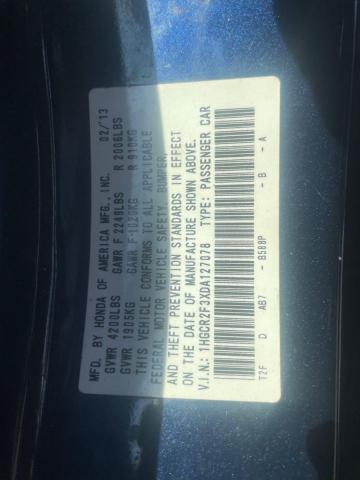 MFD. BY HONDA OF AMERICA MFG., INC. 02/'13
GVWR 4200LBS GAWR F 2249LBS R 2006LBS
GVWR 1905KG GAWR F 1020KG R 910KG
THIS VEHICLE CONFORMS TO ALL APPLICABLE
FEDERAL MOTOR VEHICLE SAFETY, BUMPER,
AND THEFT PREVENTION STANDARDS IN EFFECT
ON THE DATE OF MANUFACTURE SHOWN ABOVE.
V.I.N.: 1HGCR2F3XDA127078 TYPE: PASSENGER CAR
T2F D AB7 - B588P - B - A